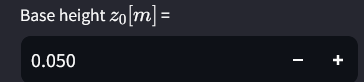 Base height z₀[m] =
0.050 − +